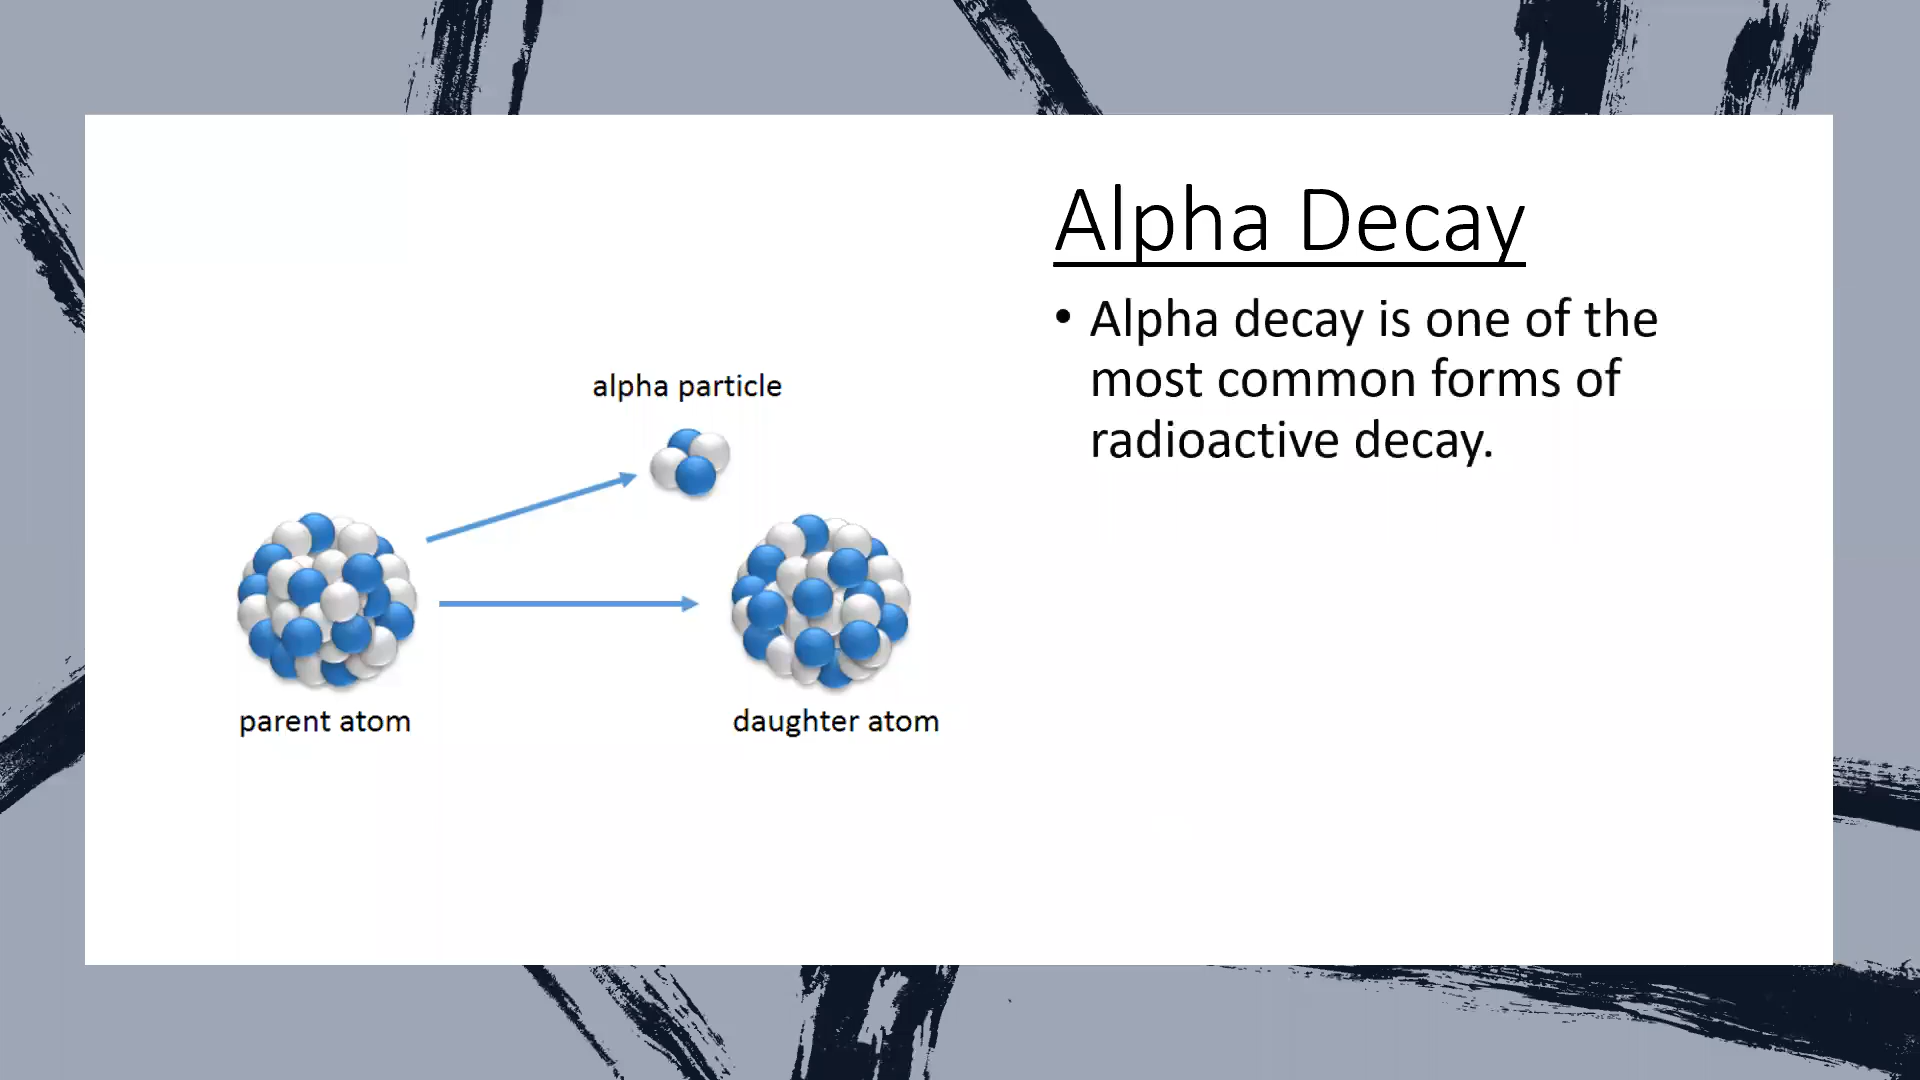 Alpha Decay
• Alpha decay is one of the
most common forms of
radioactive decay.
alpha particle
parent atom
daughter atom